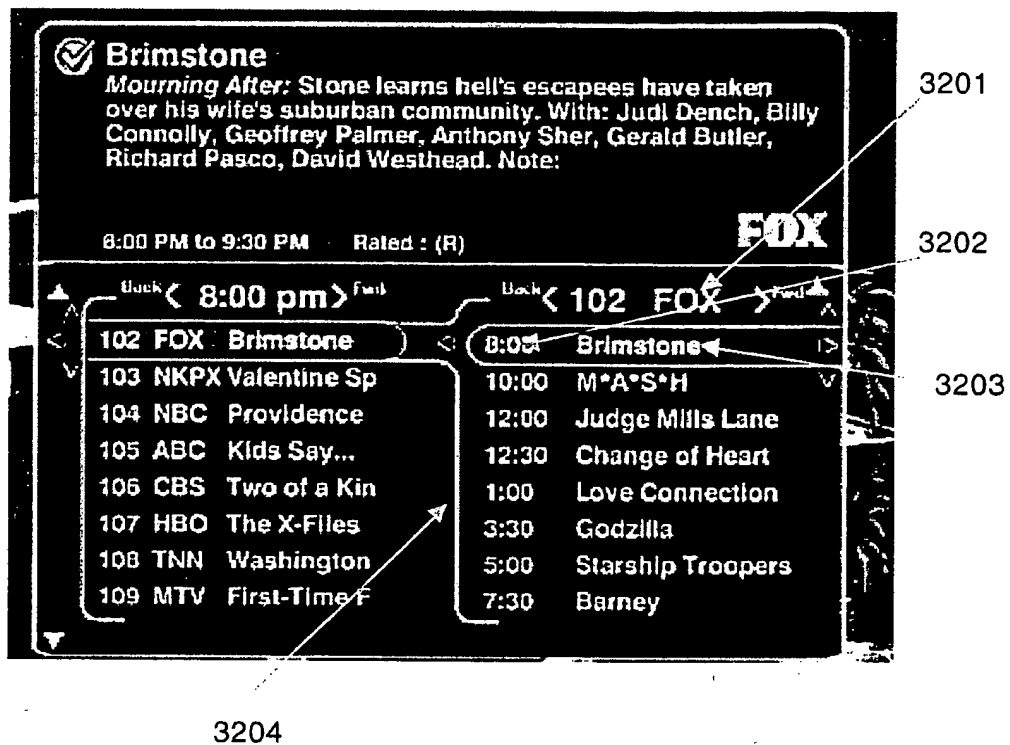 Brimstone
Mourning After: Stone learns hell's escapees have taken
over his wife's suburban community. With: Judi Dench, Billy
Connolly, Geoffrey Palmer, Anthony Sher, Gerald Butler,
Richard Pasco, David Westhead. Note:
8:00 PM to 9:30 PM Rated : (R)
FOX
Back < 8:00 pm > Fwd
102 FOX Brimstone
103 NKPX Valentine Sp
104 NBC Providence
105 ABC Kids Say...
106 CBS Two of a Kin
107 HBO The X-Files
108 TNN Washington
109 MTV First-Time F
Back < 102 FOX > Fwd
8:00 Brimstone
10:00 M*A*S*H
12:00 Judge Mills Lane
12:30 Change of Heart
1:00 Love Connection
3:30 Godzilla
5:00 Starship Troopers
7:30 Barney
3201
3202
3203
3204